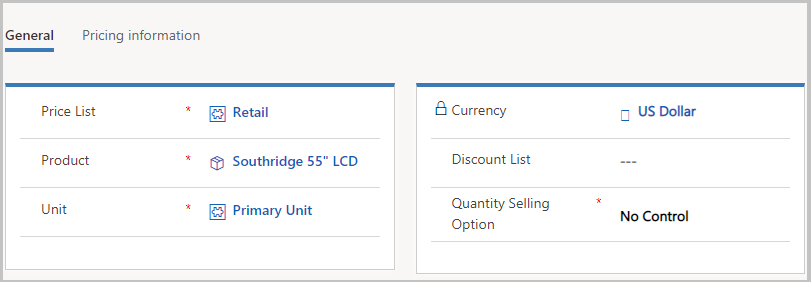 General Pricing information
Price List * Retail
Product * Southridge 55" LCD
Unit * Primary Unit
Currency US Dollar
Discount List ---
Quantity Selling * 
Option No Control